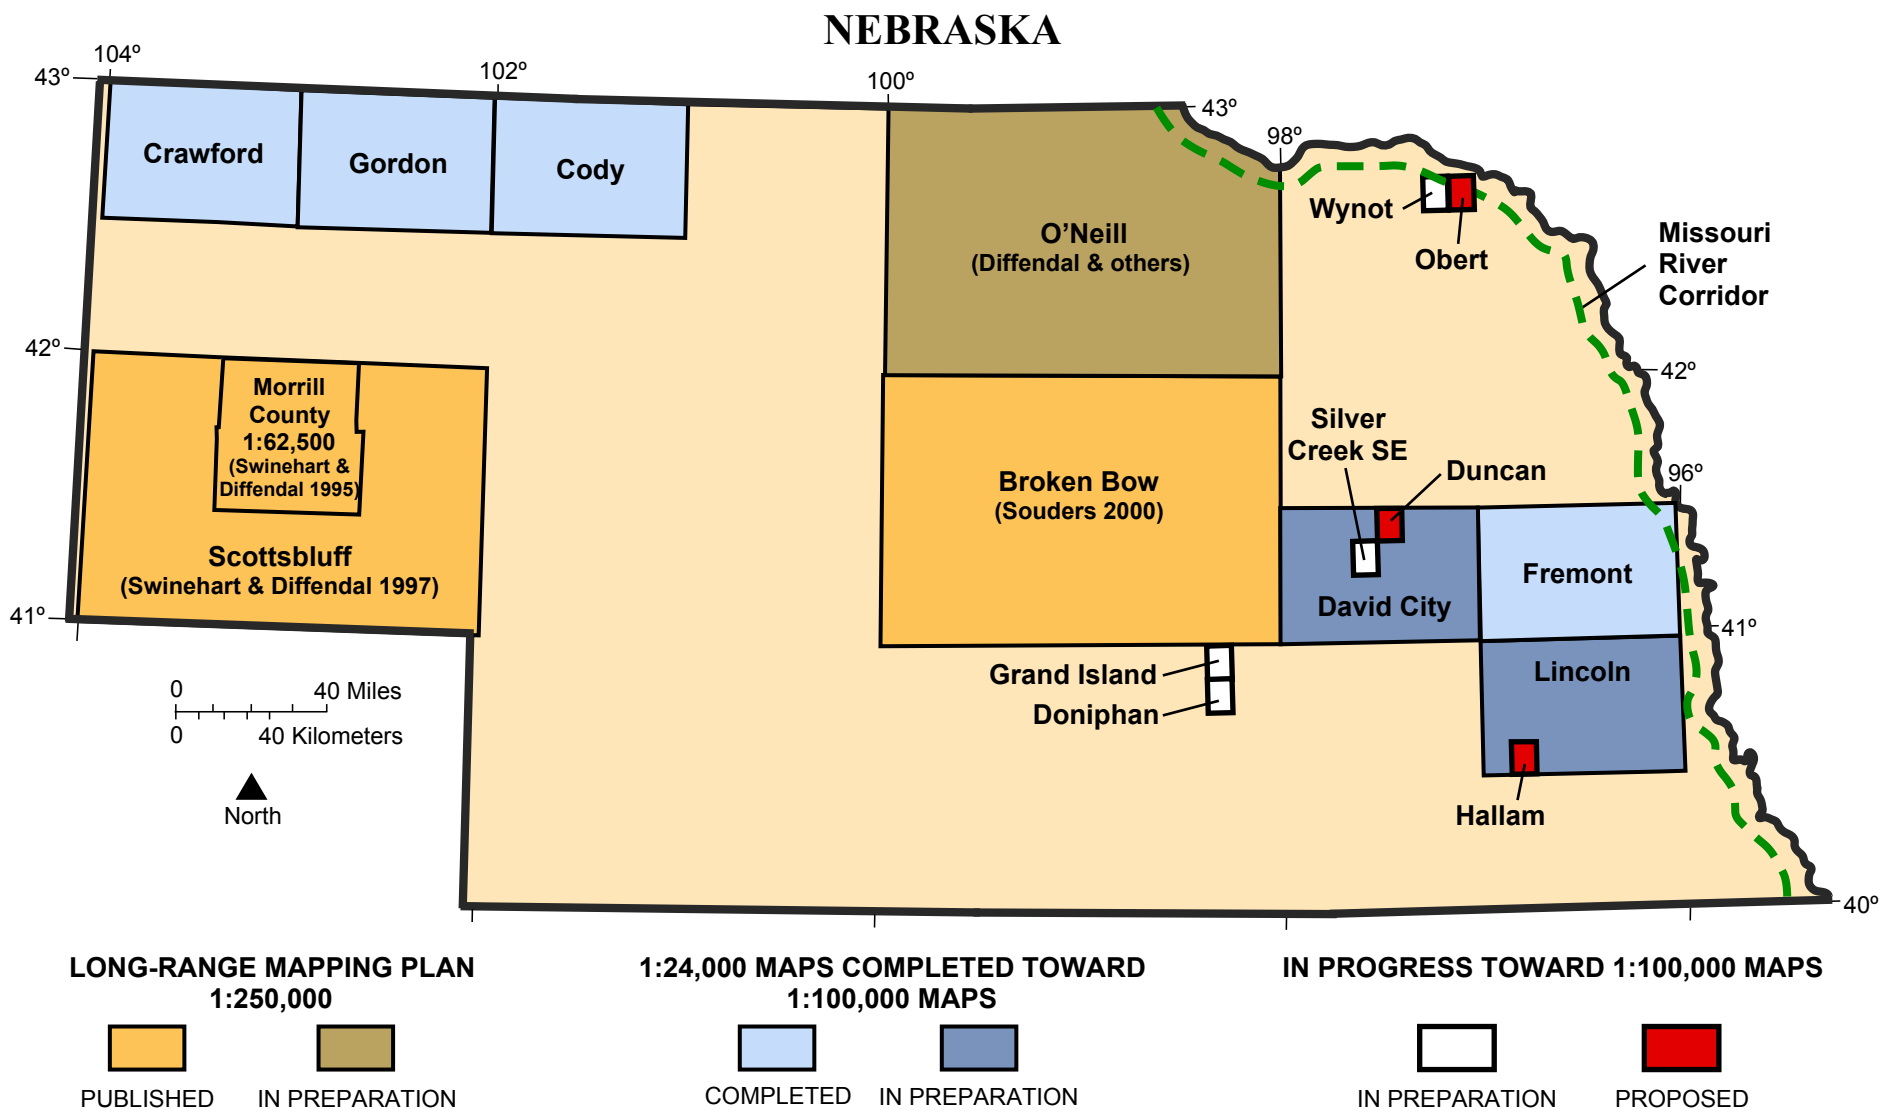 NEBRASKA
104º
102º
100º
98º
43º
43º
42º
42º
96º
41º
41º
40º
Crawford
Gordon
Cody
O'Neill
(Diffendal & others)
Wynot
Obert
Missouri
River
Corridor
Morrill
County
1:62,500
(Swinehart &
Diffendal 1995)
Scottsbluff
(Swinehart & Diffendal 1997)
Broken Bow
(Souders 2000)
Silver
Creek SE
Duncan
David City
Fremont
Lincoln
Grand Island
Doniphan
Hallam
0 40 Miles
0 40 Kilometers
North
LONG-RANGE MAPPING PLAN
1:250,000
PUBLISHED IN PREPARATION
1:24,000 MAPS COMPLETED TOWARD
1:100,000 MAPS
COMPLETED IN PREPARATION
IN PROGRESS TOWARD 1:100,000 MAPS
IN PREPARATION PROPOSED